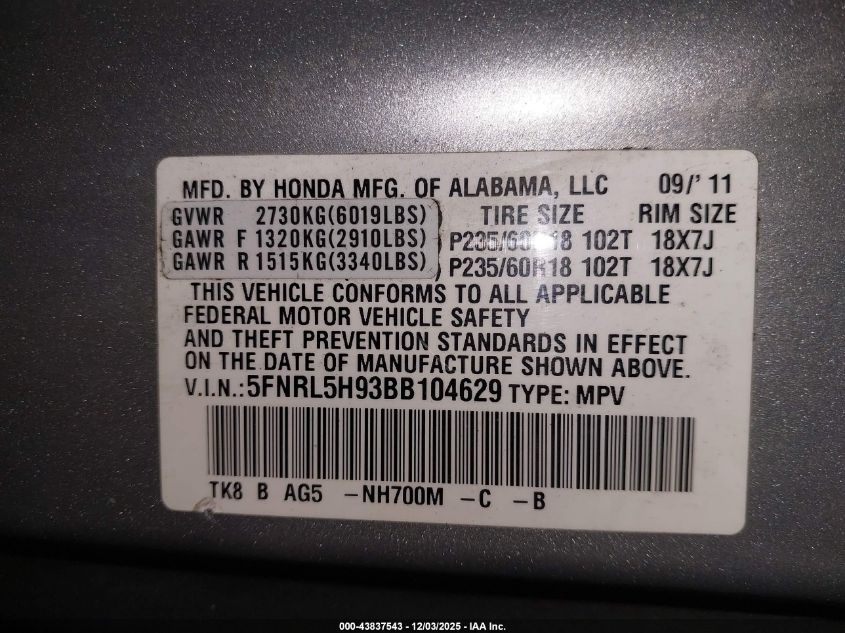 MFD. BY HONDA MFG. OF ALABAMA, LLC 09/' 11
GVWR 2730KG(6019LBS) TIRE SIZE RIM SIZE
GAWR F 1320KG(2910LBS) P235/60R18 102T 18X7J
GAWR R 1515KG(3340LBS) P235/60R18 102T 18X7J
THIS VEHICLE CONFORMS TO ALL APPLICABLE
FEDERAL MOTOR VEHICLE SAFETY
AND THEFT PREVENTION STANDARDS IN EFFECT
ON THE DATE OF MANUFACTURE SHOWN ABOVE.
V.I.N.: 5FNRL5H93BB104629 TYPE: MPV
TK8 B AG5 -NH700M -C -B
000-43837543 - 12/03/2025 - IAA Inc.